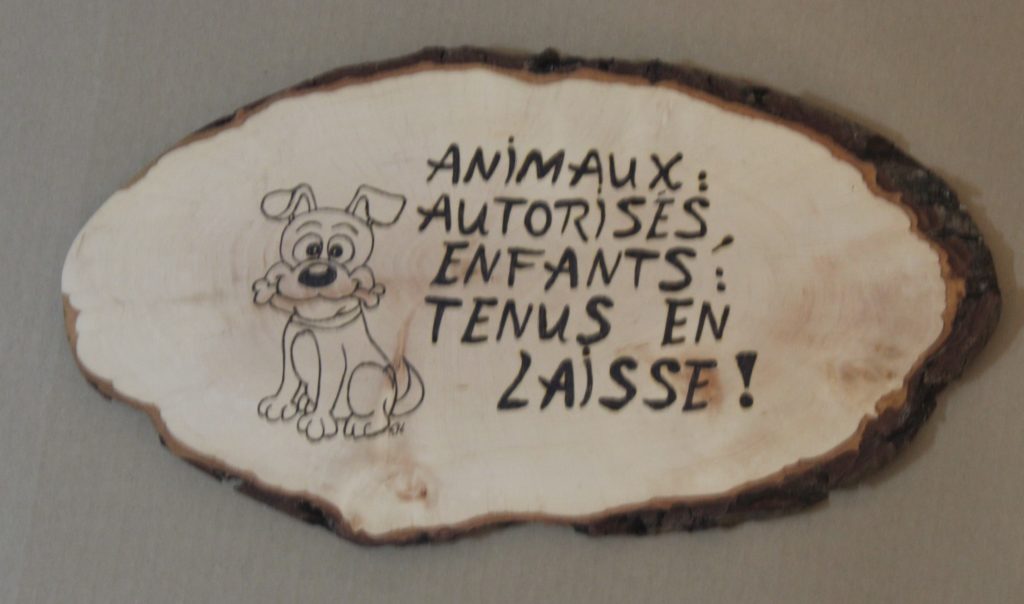 ANIMAUX :
AUTORISÉS,
ENFANTS :
TENUS EN
LAISSE !